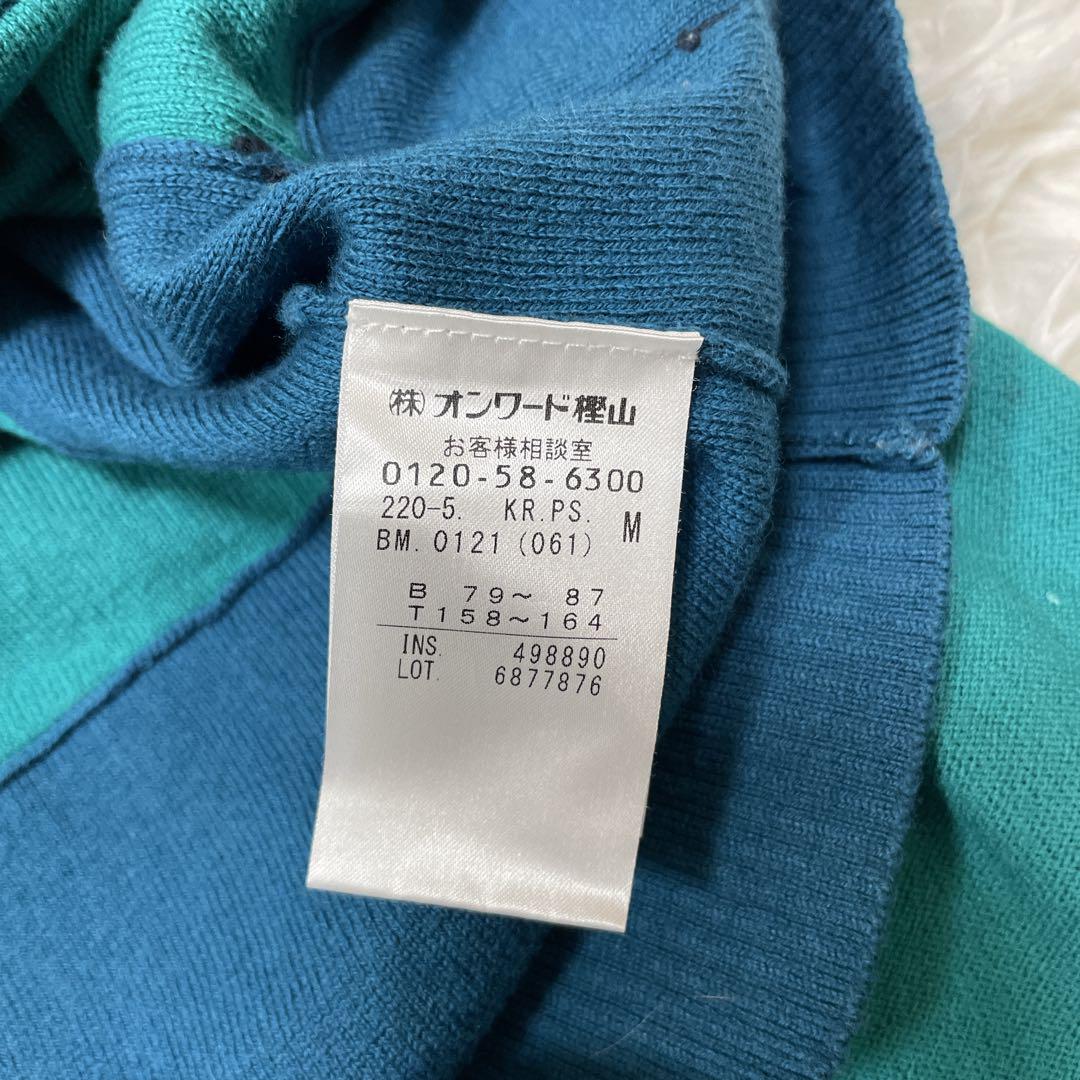 ㈱オンワード樫山
お客様相談室
0120-58-6300
220-5. KR.PS. M
BM. 0121 (061)
B 79～ 87
T158～164
INS. 498890
LOT. 6877876